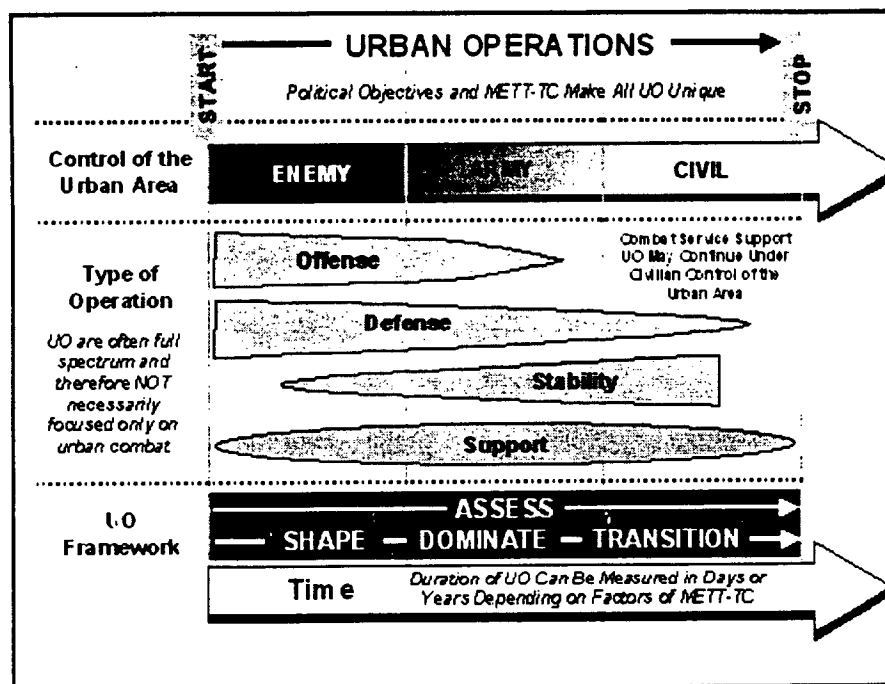 URBAN OPERATIONS
START
STOP
Political Objectives and METT-TC Make All UO Unique
Control of the
Urban Area
ENEMY
ARMY
CIVIL
Type of
Operation
UO are often full
spectrum and
therefore NOT
necessarily
focused only on
urban combat
Offense
Combat Service Support
UO May Continue Under
Civilian Control of the
Urban Area
Defense
Stability
Support
UO
Framework
ASSESS
SHAPE – DOMINATE – TRANSITION
Time
Duration of UO Can Be Measured in Days or
Years Depending on Factors of METT-TC